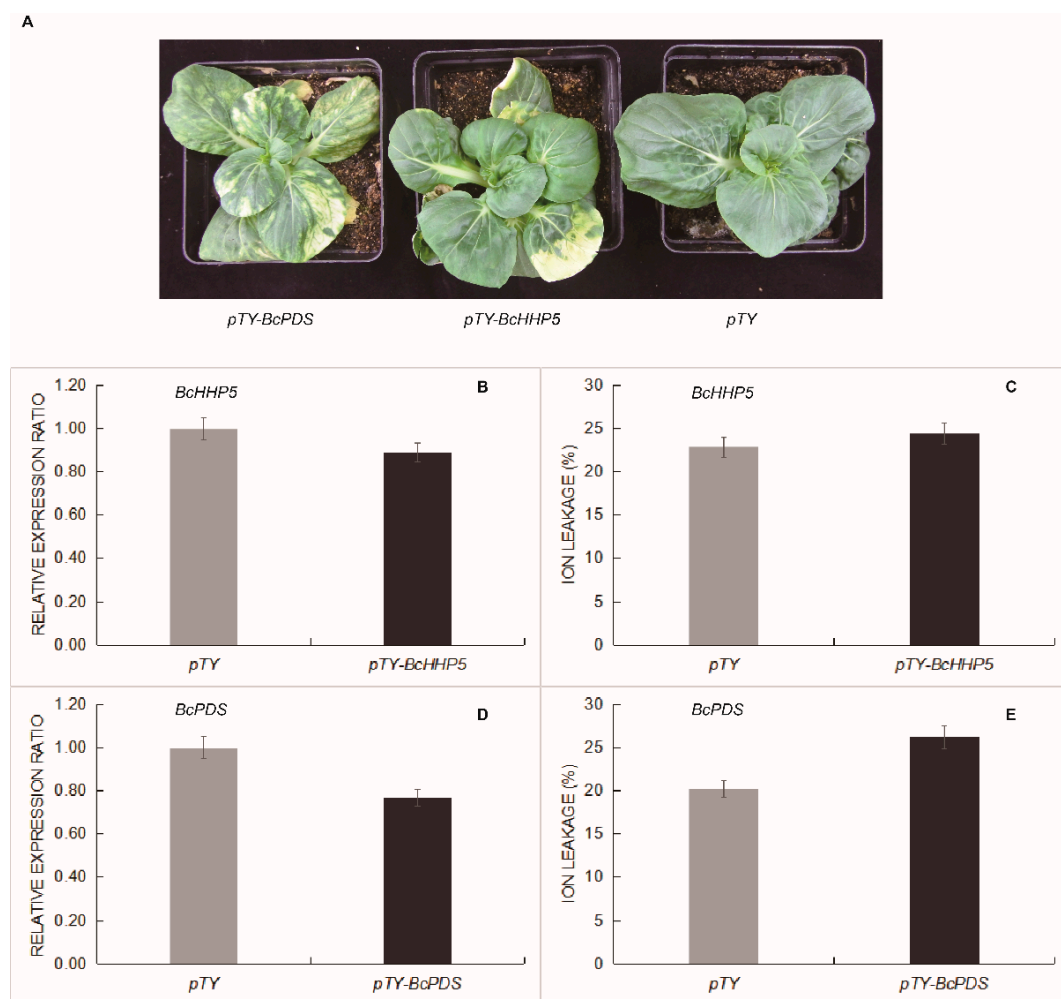 A
pTY-BcPDS pTY-BcHHP5 pTY
1.20
1.00
0.80
0.60
0.40
0.20
0.00
RELATIVE EXPRESSION RATIO
BcHHP5
B
pTY pTY-BcHHP5
30
25
20
15
10
5
0
ION LEAKAGE (%)
BcHHP5
C
pTY pTY-BcHHP5
1.20
1.00
0.80
0.60
0.40
0.20
0.00
RELATIVE EXPRESSION RATIO
BcPDS
D
pTY pTY-BcPDS
30
25
20
15
10
5
0
ION LEAKAGE (%)
BcPDS
E
pTY pTY-BcPDS